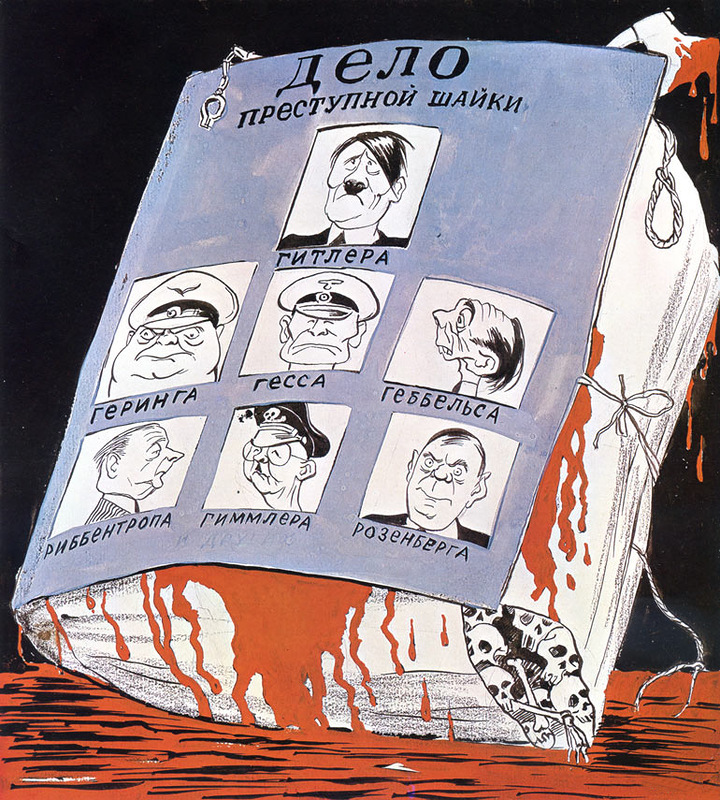 ДЕЛО
ПРЕСТУПНОЙ ШАЙКИ
ГИТЛЕРА
ГЕРИНГА
ГЕССА
ГЕББЕЛЬСА
РИББЕНТРОПА
ГИММЛЕРА
РОЗЕНБЕРГА